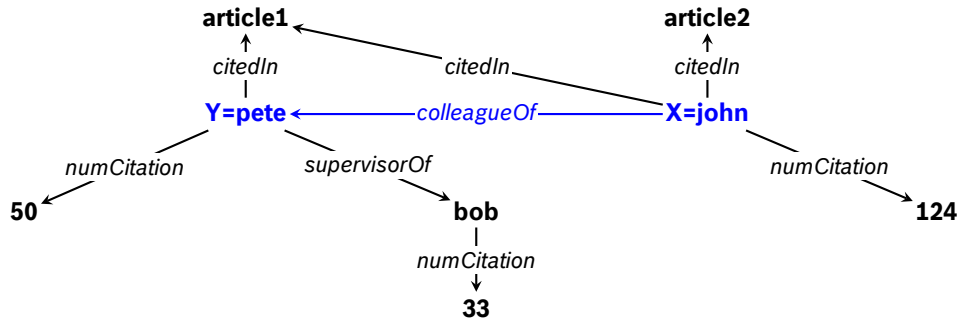 article1 article2
citedIn citedIn citedIn
Y=pete colleagueOf X=john
numCitation supervisorOf numCitation
50 bob 124
numCitation
33